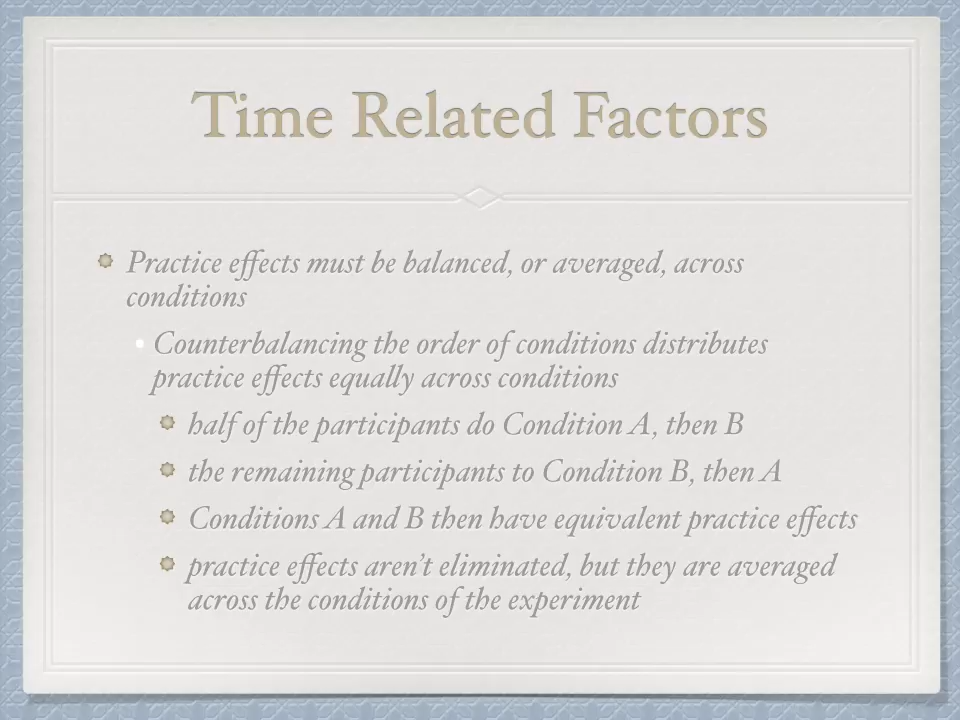 Time Related Factors
Practice effects must be balanced, or averaged, across
conditions
Counterbalancing the order of conditions distributes
practice effects equally across conditions
half of the participants do Condition A, then B
the remaining participants to Condition B, then A
Conditions A and B then have equivalent practice effects
practice effects aren’t eliminated, but they are averaged
across the conditions of the experiment